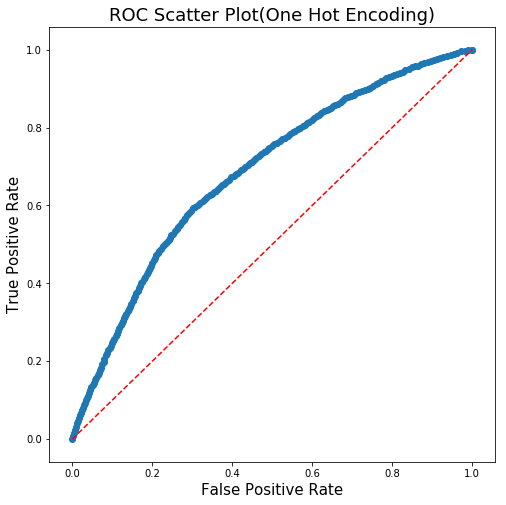 ROC Scatter Plot(One Hot Encoding)
1.0
0.8
0.6
0.4
0.2
0.0
True Positive Rate
0.0 0.2 0.4 0.6 0.8 1.0
False Positive Rate